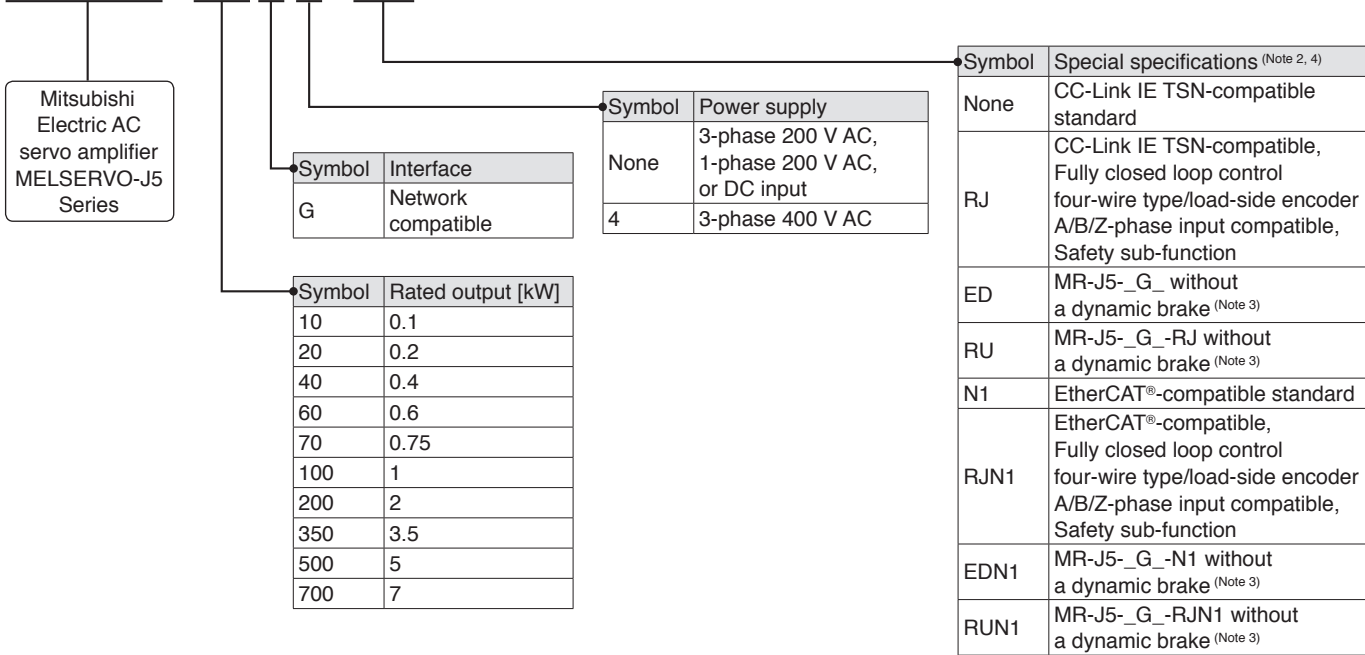 Mitsubishi
Electric AC
servo amplifier
MELSERVO-J5
Series
Symbol Interface
G Network
compatible
Symbol Rated output [kW]
10 0.1
20 0.2
40 0.4
60 0.6
70 0.75
100 1
200 2
350 3.5
500 5
700 7
Symbol Power supply
None 3-phase 200 V AC,
1-phase 200 V AC,
or DC input
4 3-phase 400 V AC
Symbol Special specifications (Note 2, 4)
None CC-Link IE TSN-compatible
standard
RJ CC-Link IE TSN-compatible,
Fully closed loop control
four-wire type/load-side encoder
A/B/Z-phase input compatible,
Safety sub-function
ED MR-J5-_G_ without
a dynamic brake (Note 3)
RU MR-J5-_G_-RJ without
a dynamic brake (Note 3)
N1 EtherCAT®-compatible standard
RJN1 EtherCAT®-compatible,
Fully closed loop control
four-wire type/load-side encoder
A/B/Z-phase input compatible,
Safety sub-function
EDN1 MR-J5-_G_-N1 without
a dynamic brake (Note 3)
RUN1 MR-J5-_G_-RJN1 without
a dynamic brake (Note 3)